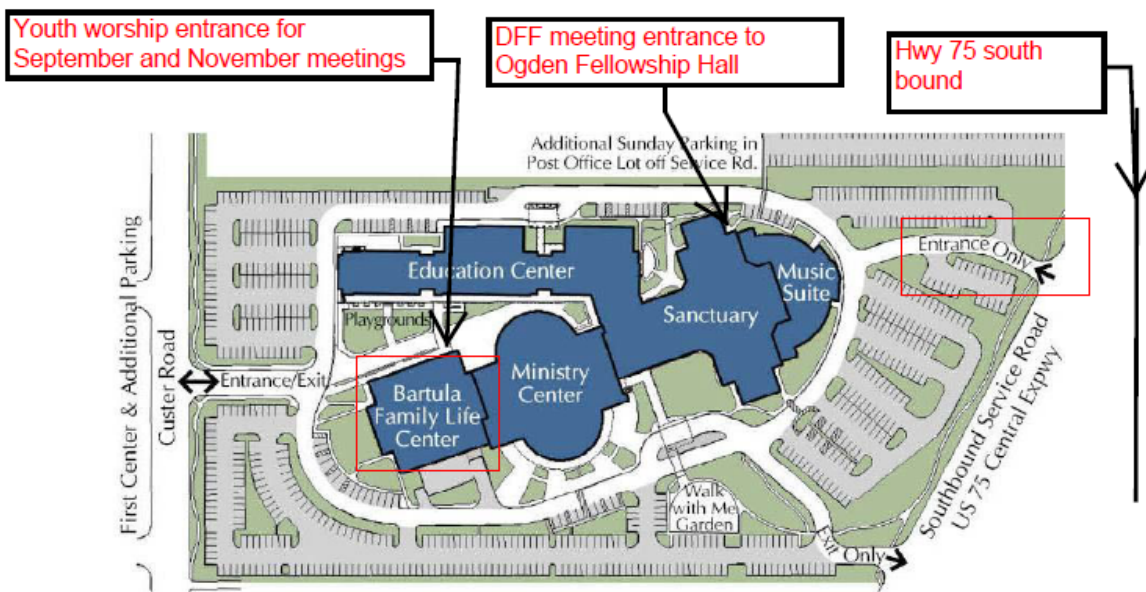 Youth worship entrance for
September and November meetings
DFF meeting entrance to
Ogden Fellowship Hall
Hwy 75 south
bound
Additional Sunday Parking in
Post Office Lot off Service Rd.
First Center & Additional Parking
Custer Road
Entrance/Exit
Education Center
Playgrounds
Bartula
Family Life
Center
Ministry
Center
Sanctuary
Music
Suite
Entrance Only
Walk
with Me
Garden
Exit Only
Southbound Service Road
US 75 Central Expwy